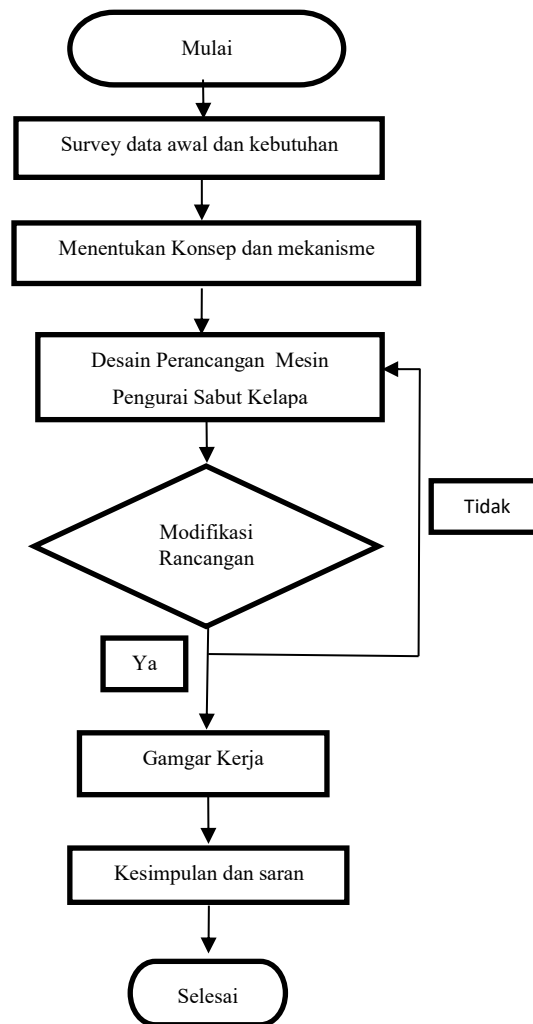 Mulai
Survey data awal dan kebutuhan
Menentukan Konsep dan mekanisme
Desain Perancangan  Mesin
Pengurai Sabut Kelapa
Modifikasi
Rancangan
Tidak
Ya
Gamgar Kerja
Kesimpulan dan saran
Selesai